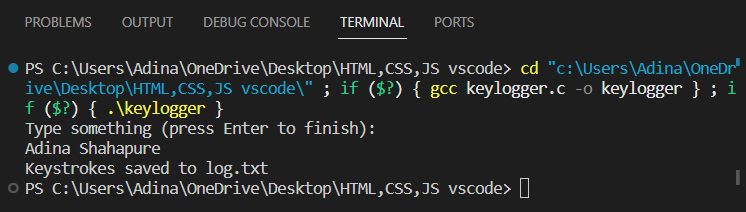 PROBLEMS OUTPUT DEBUG CONSOLE TERMINAL PORTS
PS C:\Users\Adina\OneDrive\Desktop\HTML,CSS,JS vscode> cd "c:\Users\Adina\OneDr
ive\Desktop\HTML,CSS,JS vscode\" ; if ($?) { gcc keylogger.c -o keylogger } ; i
f ($?) { .\keylogger }
Type something (press Enter to finish):
Adina Shahapure
Keystrokes saved to log.txt
PS C:\Users\Adina\OneDrive\Desktop\HTML,CSS,JS vscode>